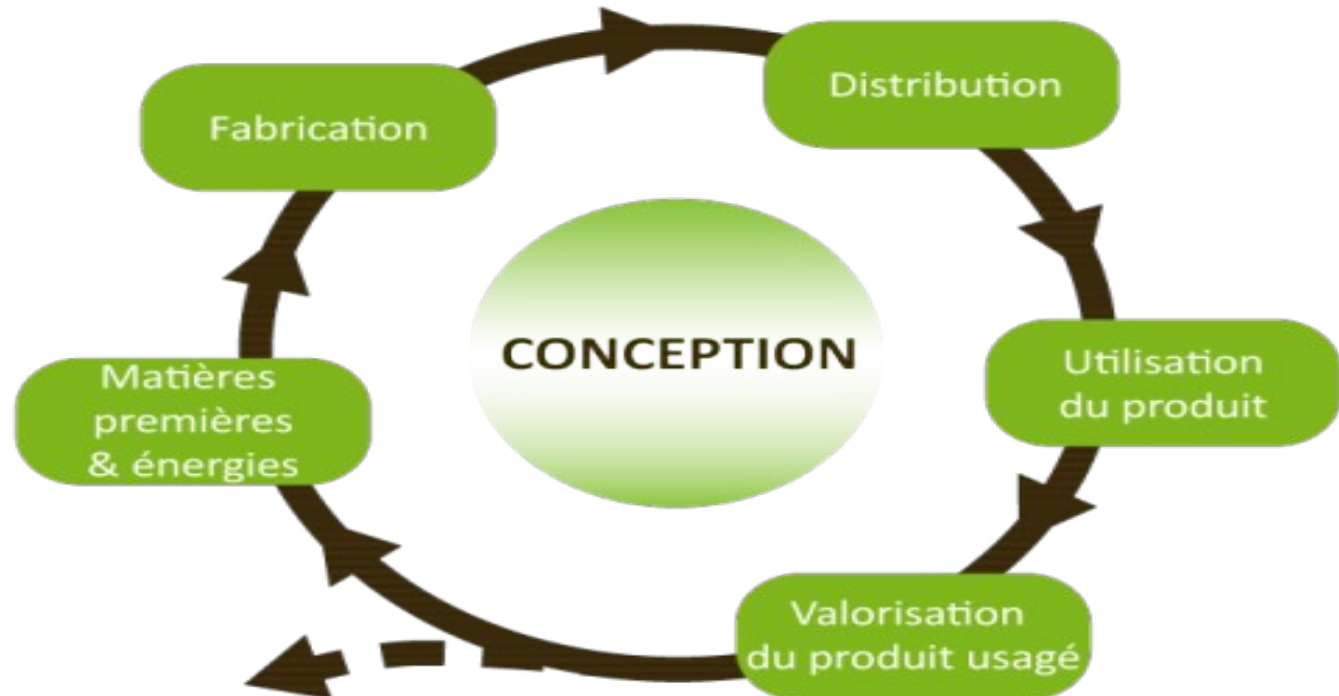 Fabrication
Distribution
CONCEPTION
Matières
premières
& énergies
Utilisation
du produit
Valorisation
du produit usagé